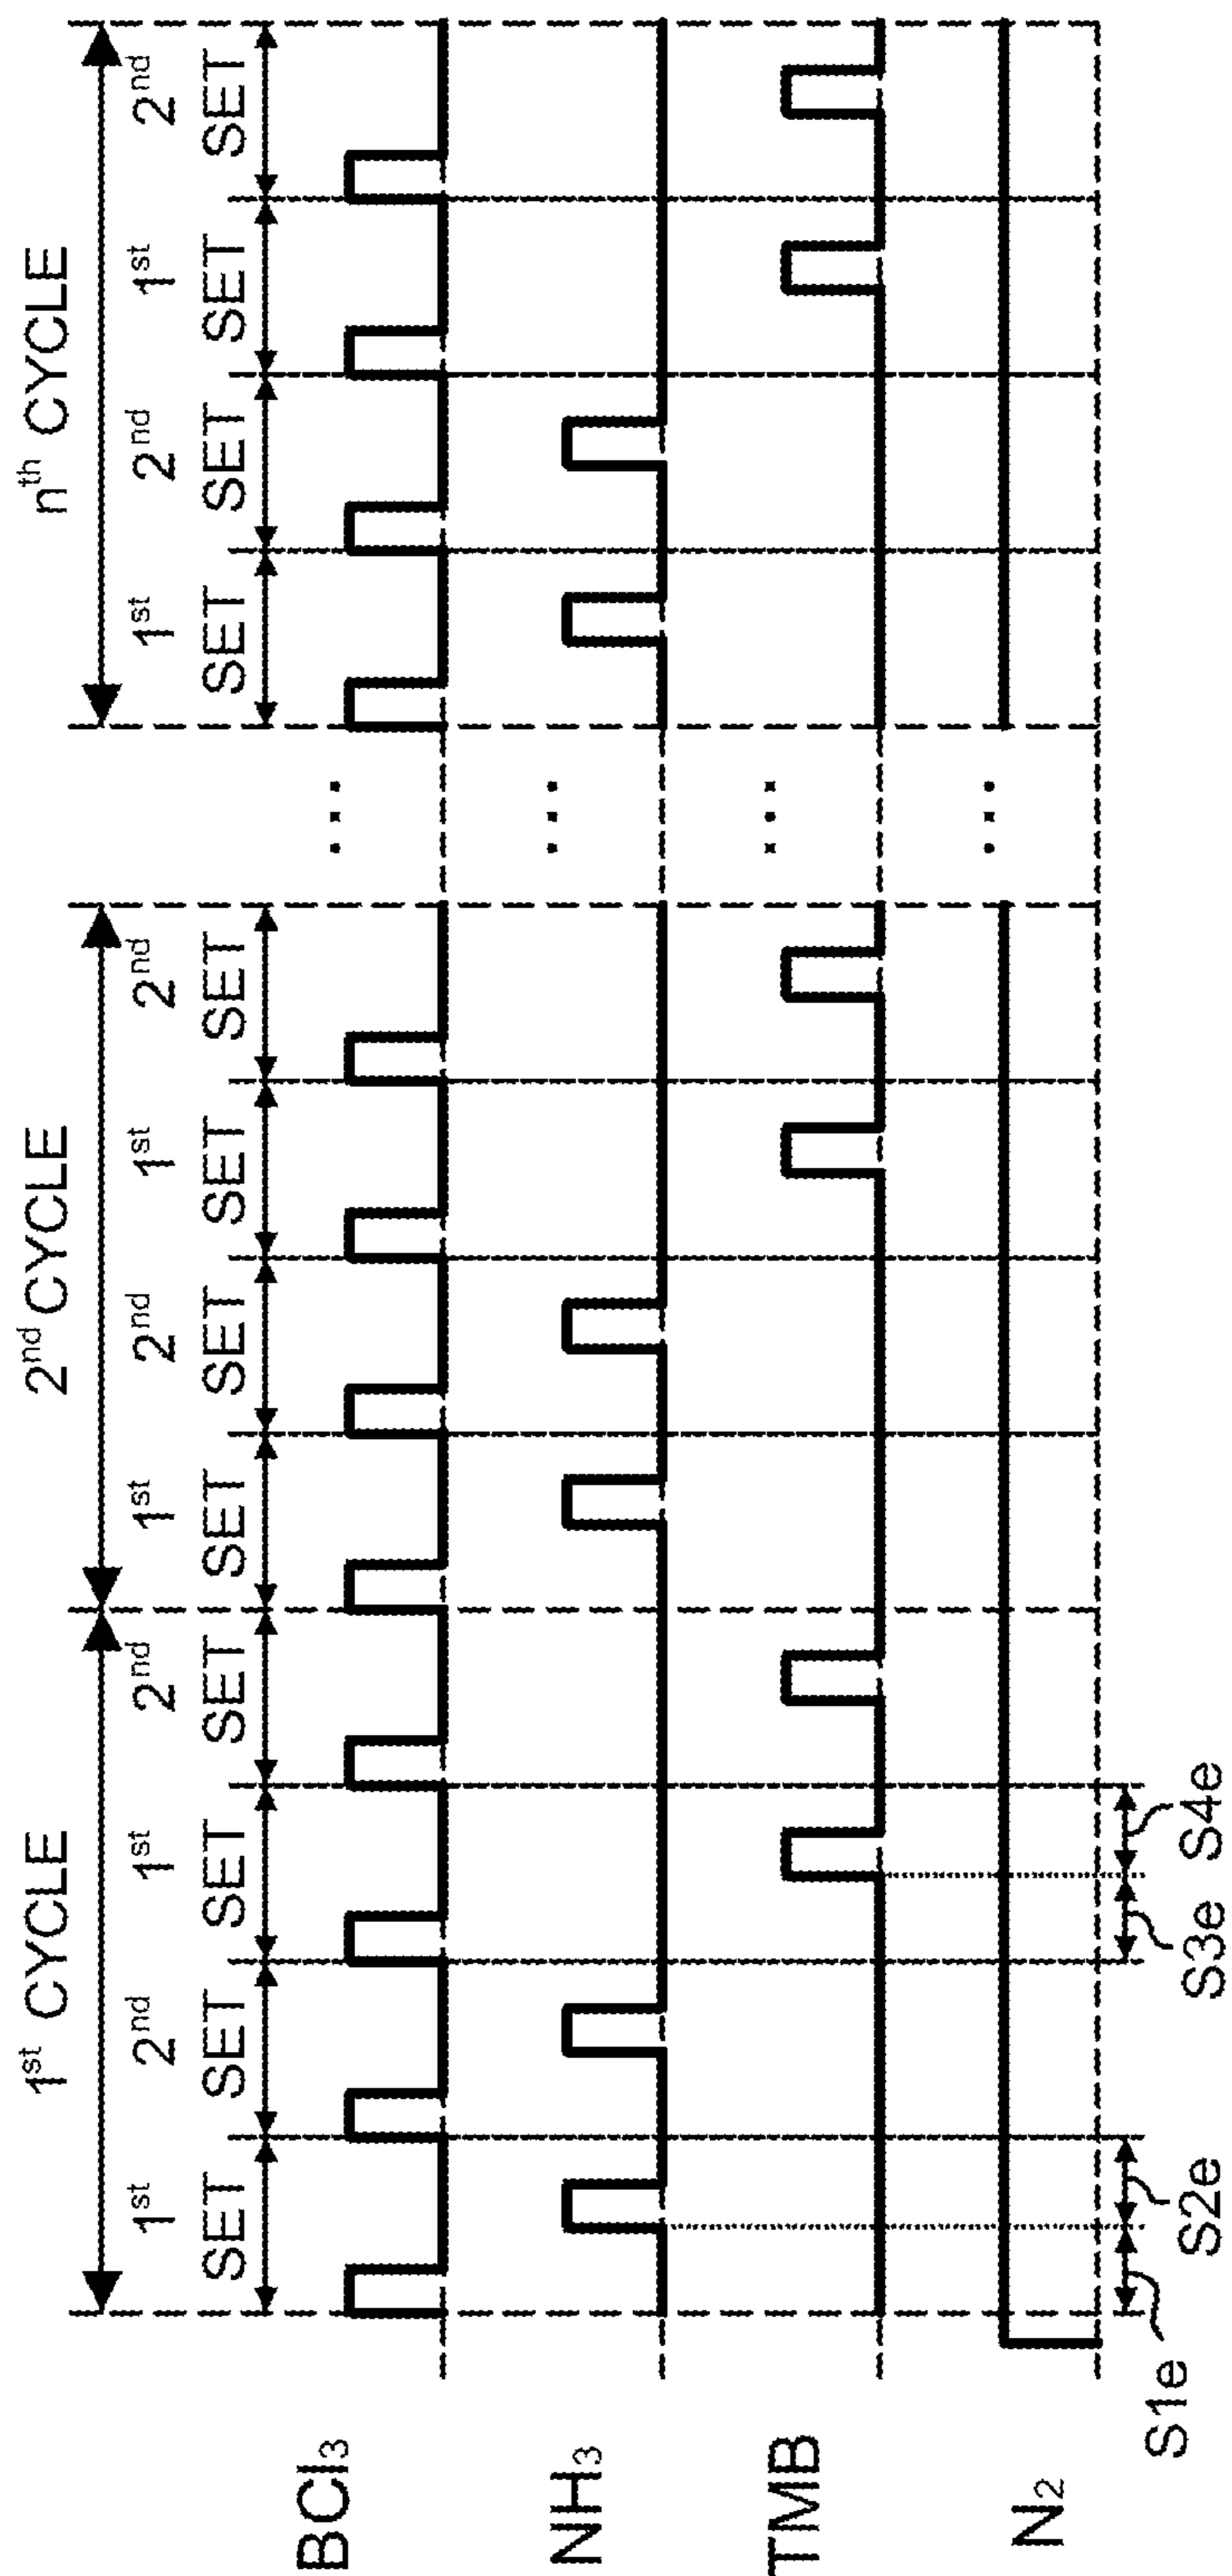 1st CYCLE 2nd CYCLE nth CYCLE
1st 2nd 1st 2nd 1st 2nd 1st 2nd 1st 2nd 1st 2nd
SET SET SET SET SET SET SET SET SET SET SET SET
BCl3 ...
NH3 ...
TMB ...
N2 ...
S1e S2e S3e S4e